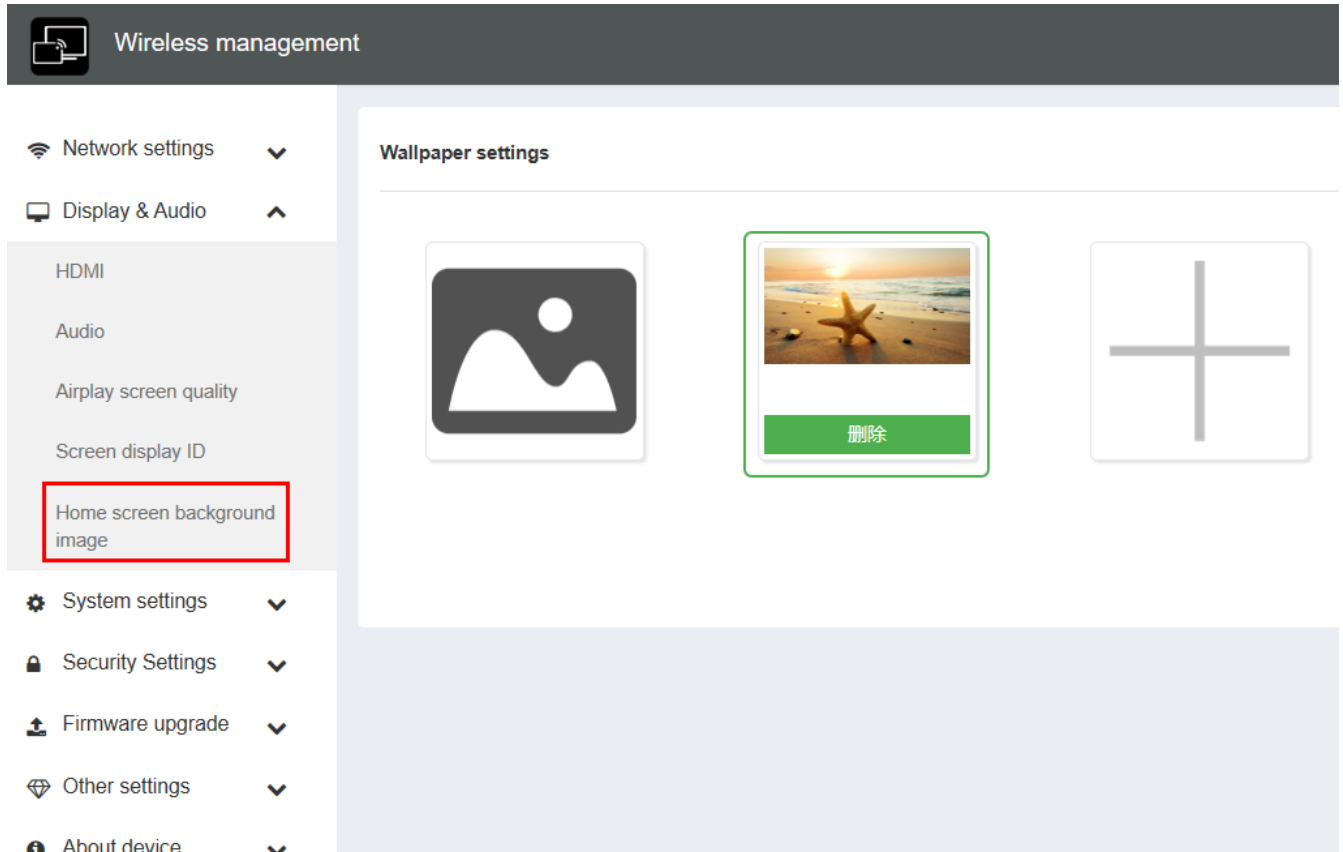 Wireless management
Network settings
Display & Audio
HDMI
Audio
Airplay screen quality
Screen display ID
Home screen background
image
System settings
Security Settings
Firmware upgrade
Other settings
About device
Wallpaper settings
删除